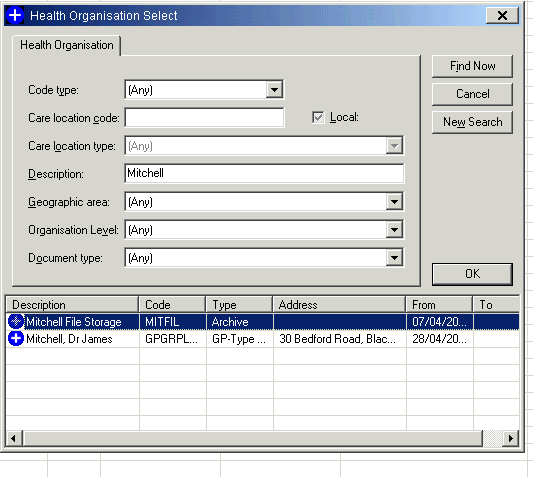 Health Organisation Select
Health Organisation
Find Now
Code type: (Any)
Cancel
Care location code: Local:
New Search
Care location type: (Any)
Description: Mitchell
Geographic area: (Any)
Organisation Level: (Any)
Document type: (Any)
OK
Description Code Type Address From To
Mitchell File Storage MITFIL Archive 07/04/20...
Mitchell, Dr James GPGRPL... GP-Type ... 30 Bedford Road, Blac... 28/04/20...